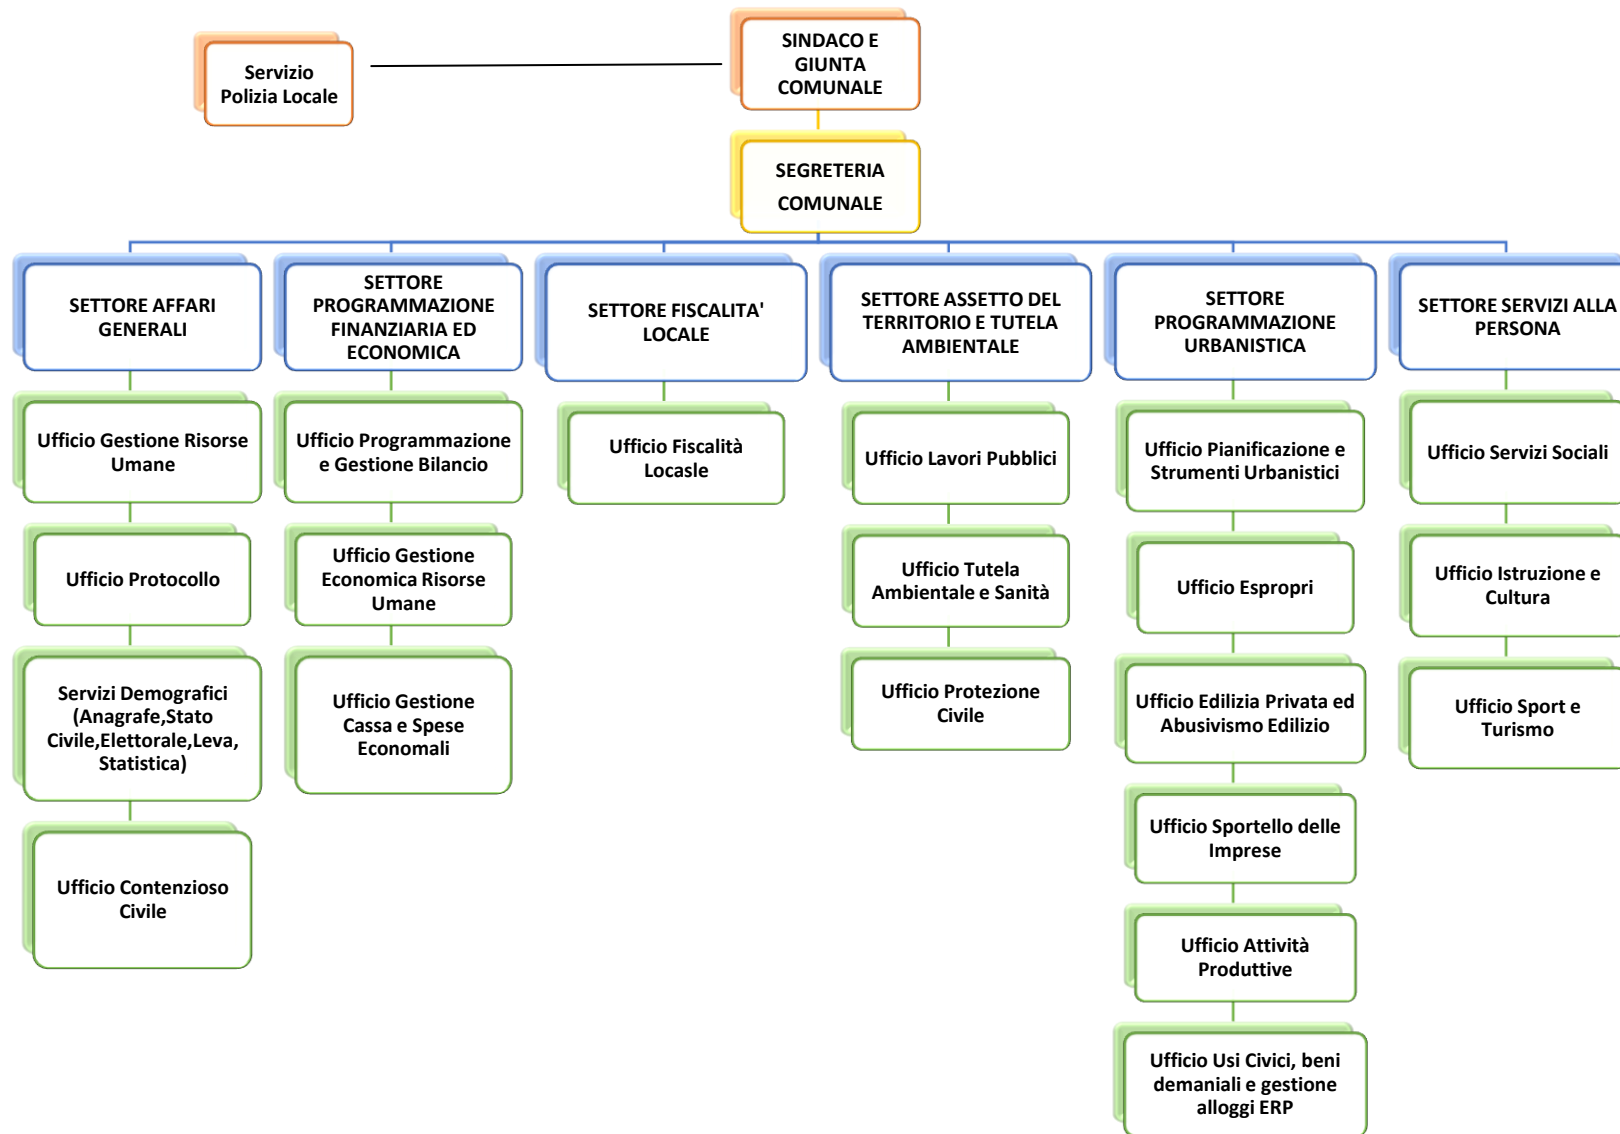 Servizio
Polizia Locale
SINDACO E
GIUNTA
COMUNALE
SEGRETERIA
COMUNALE
SETTORE AFFARI
GENERALI
SETTORE
PROGRAMMAZIONE
FINANZIARIA ED
ECONOMICA
SETTORE FISCALITA'
LOCALE
SETTORE ASSETTO DEL
TERRITORIO E TUTELA
AMBIENTALE
SETTORE
PROGRAMMAZIONE
URBANISTICA
SETTORE SERVIZI ALLA
PERSONA
Ufficio Gestione Risorse
Umane
Ufficio Protocollo
Servizi Demografici
(Anagrafe,Stato
Civile,Elettorale,Leva,
Statistica)
Ufficio Contenzioso
Civile
Ufficio Programmazione
e Gestione Bilancio
Ufficio Gestione
Economica Risorse
Umane
Ufficio Gestione
Cassa e Spese
Economali
Ufficio Fiscalità
Locasle
Ufficio Lavori Pubblici
Ufficio Tutela
Ambientale e Sanità
Ufficio Protezione
Civile
Ufficio Pianificazione e
Strumenti Urbanistici
Ufficio Espropri
Ufficio Edilizia Privata ed
Abusivismo Edilizio
Ufficio Sportello delle
Imprese
Ufficio Attività
Produttive
Ufficio Usi Civici, beni
demaniali e gestione
alloggi ERP
Ufficio Servizi Sociali
Ufficio Istruzione e
Cultura
Ufficio Sport e
Turismo